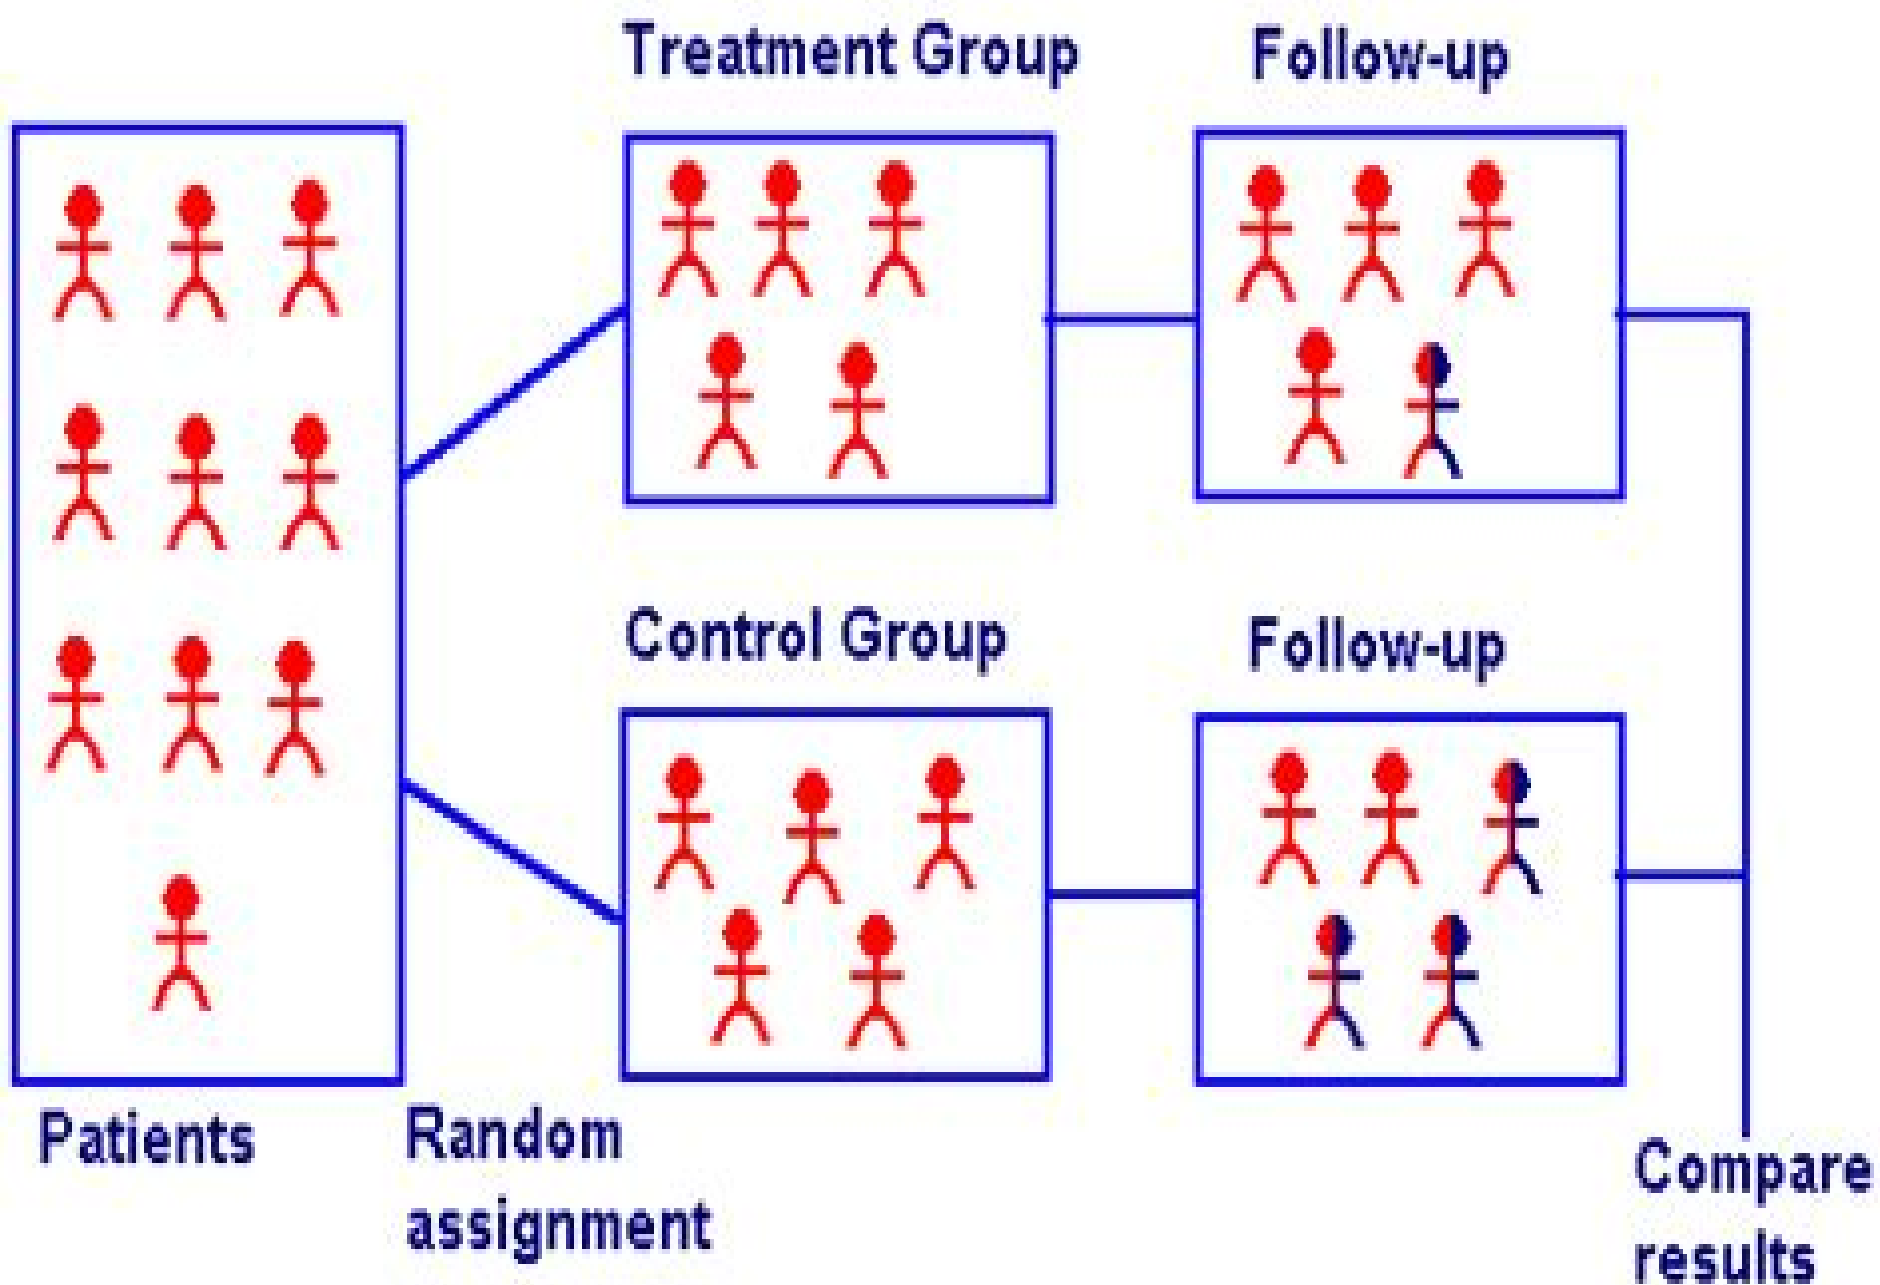 Treatment Group
Follow-up
Control Group
Follow-up
Patients
Random
assignment
Compare
results